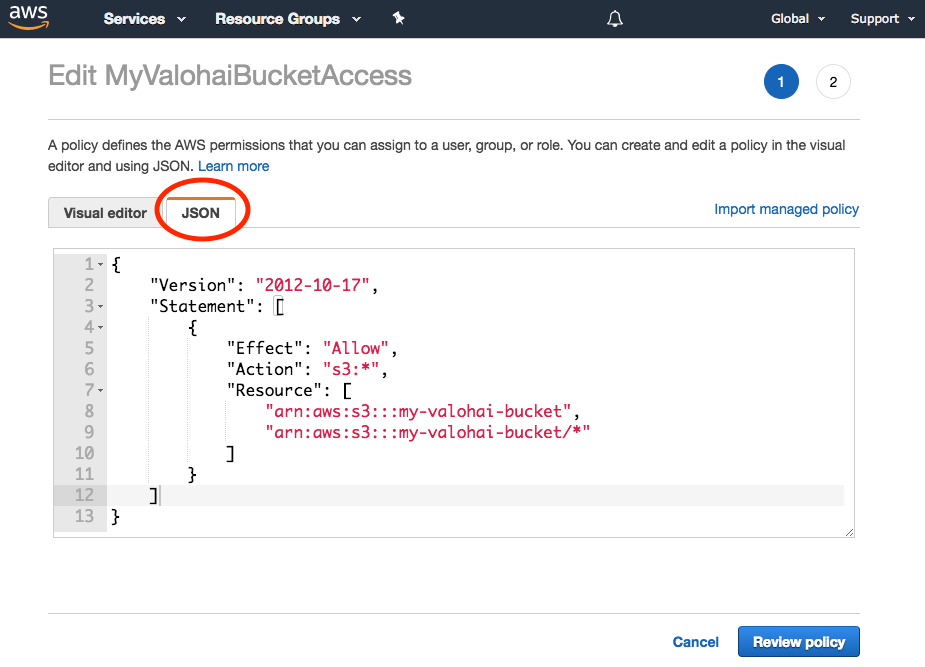 aws Services Resource Groups Global Support
Edit MyValohaiBucketAccess
1 2
A policy defines the AWS permissions that you can assign to a user, group, or role. You can create and edit a policy in the visual
editor and using JSON. Learn more
Visual editor JSON Import managed policy
1 {
2 "Version": "2012-10-17",
3 "Statement": [
4 {
5 "Effect": "Allow",
6 "Action": "s3:*",
7 "Resource": [
8 "arn:aws:s3:::my-valohai-bucket",
9 "arn:aws:s3:::my-valohai-bucket/*"
10 ]
11 }
12 ]
13 }
Cancel Review policy